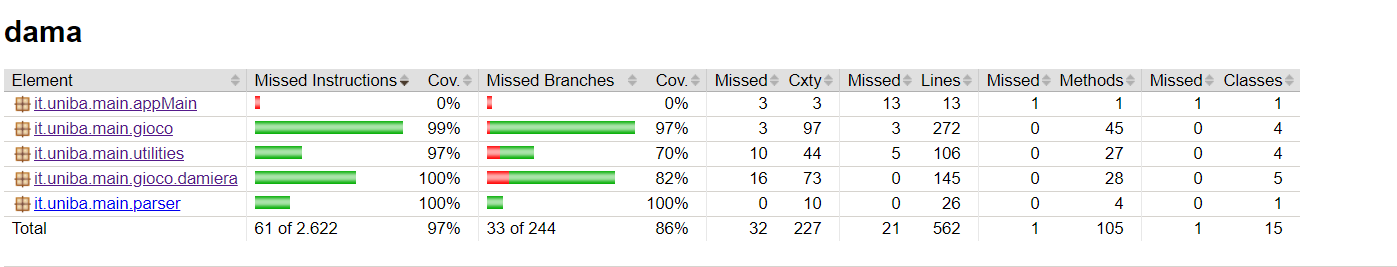 dama
Element Missed Instructions Cov. Missed Branches Cov. Missed Cxty Missed Lines Missed Methods Missed Classes
it.uniba.main.appMain 0% 0% 3 3 13 13 1 1 1 1
it.uniba.main.gioco 99% 97% 3 97 3 272 0 45 0 4
it.uniba.main.utilities 97% 70% 10 44 5 106 0 27 0 4
it.uniba.main.gioco.damiera 100% 82% 16 73 0 145 0 28 0 5
it.uniba.main.parser 100% 100% 0 10 0 26 0 4 0 1
Total 61 of 2.622 97% 33 of 244 86% 32 227 21 562 1 105 1 15